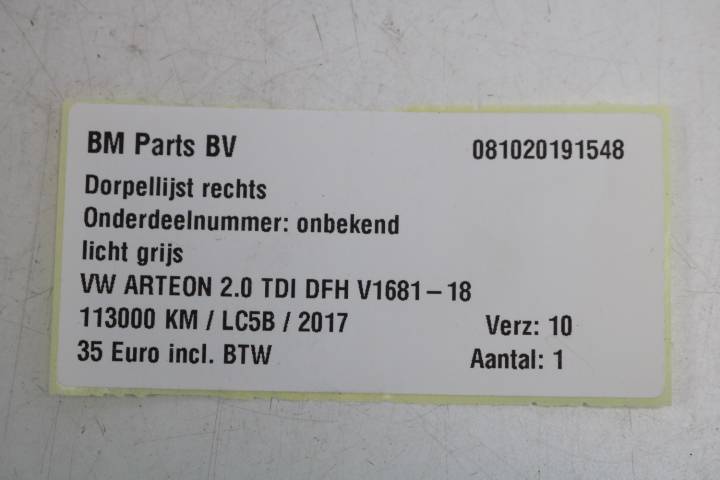 BM Parts BV 081020191548
Dorpellijst rechts
Onderdeelnummer: onbekend
licht grijs
VW ARTEON 2.0 TDI DFH V1681-18
113000 KM / LC5B / 2017 Verz: 10
35 Euro incl. BTW Aantal: 1